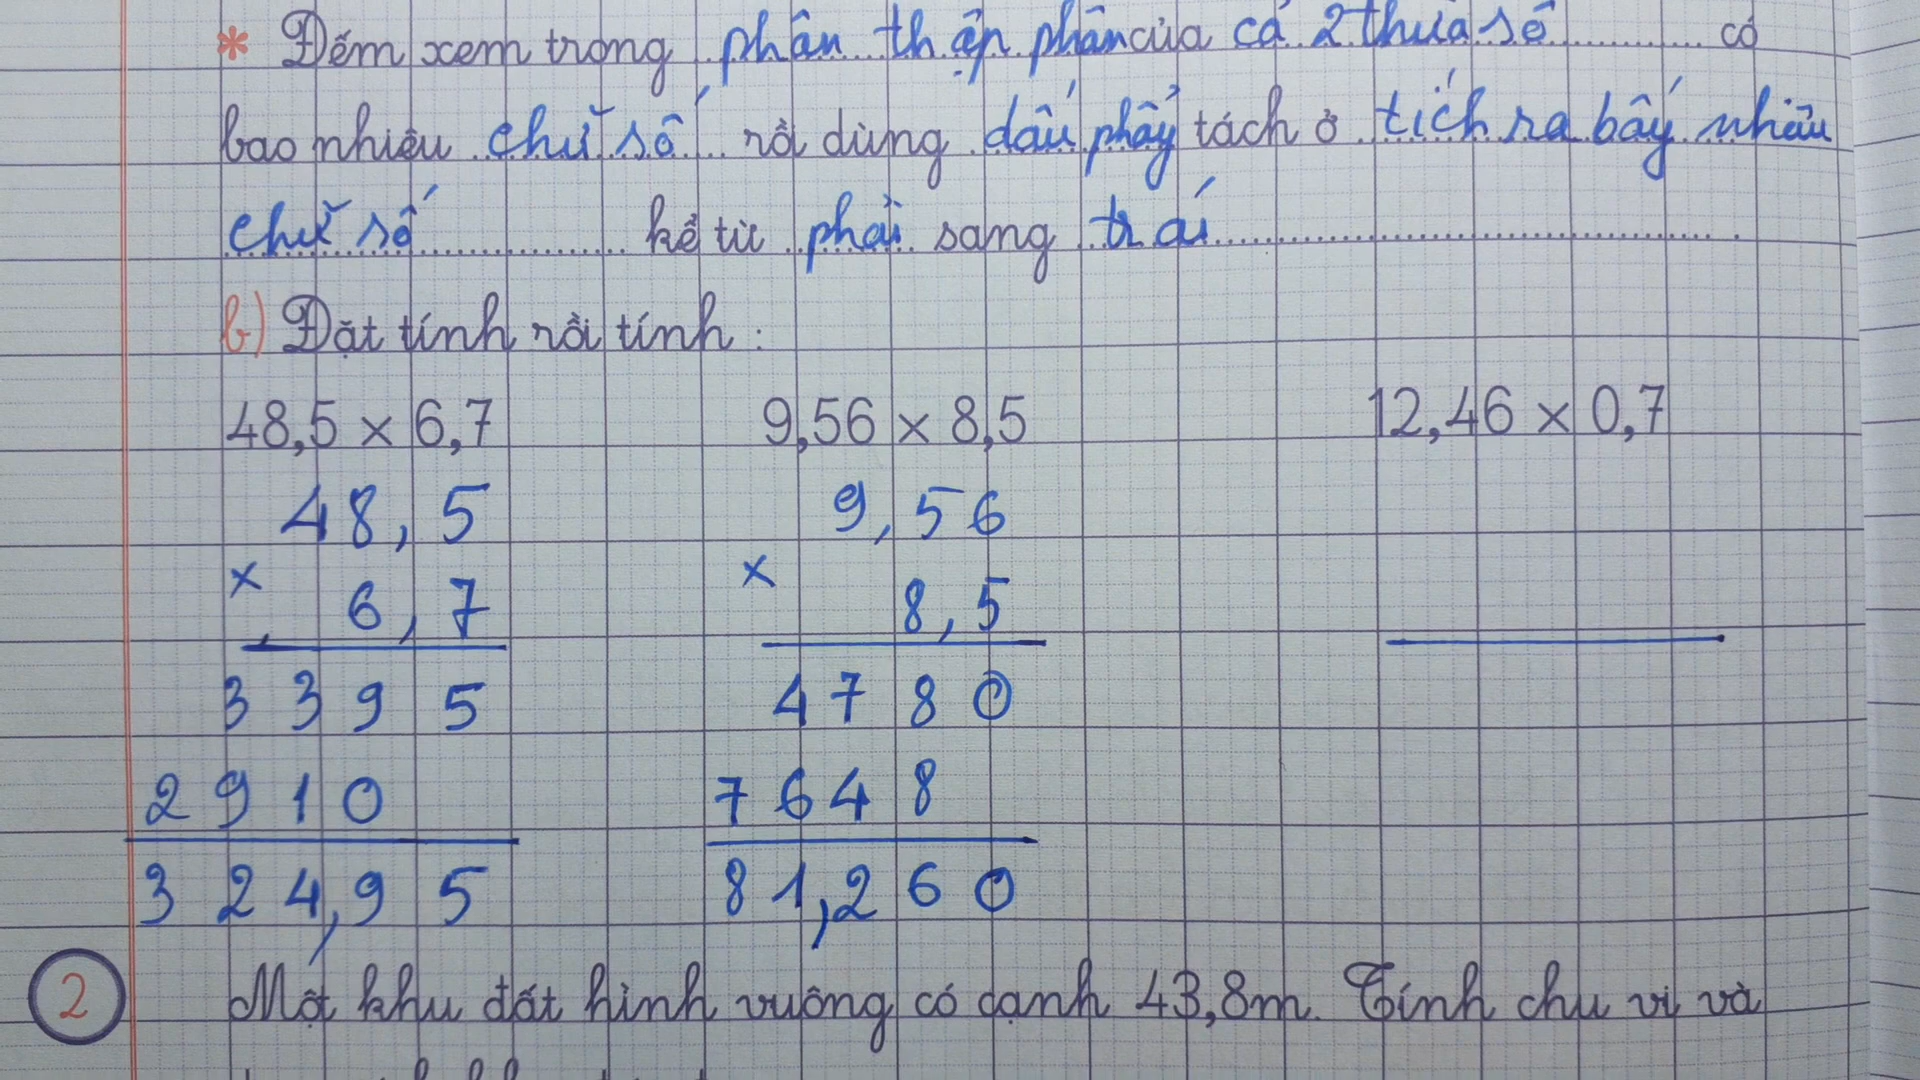 * Đếm xem trong phần thập phân của cả 2 thừa số ........... có
bao nhiêu chữ số rồi dùng dấu phẩy tách ở tích ra bấy nhiêu
chữ số ............... kể từ phải sang trái ...............
b) Đặt tính rồi tính :
48,5 x 6,7 9,56 x 8,5 12,46 x 0,7
48,5 9,56
x x
6,7 8,5
3395 4780
2910 7648
324,95 81,260
2 Một khu đất hình vuông có cạnh 43,8m. Tính chu vi và